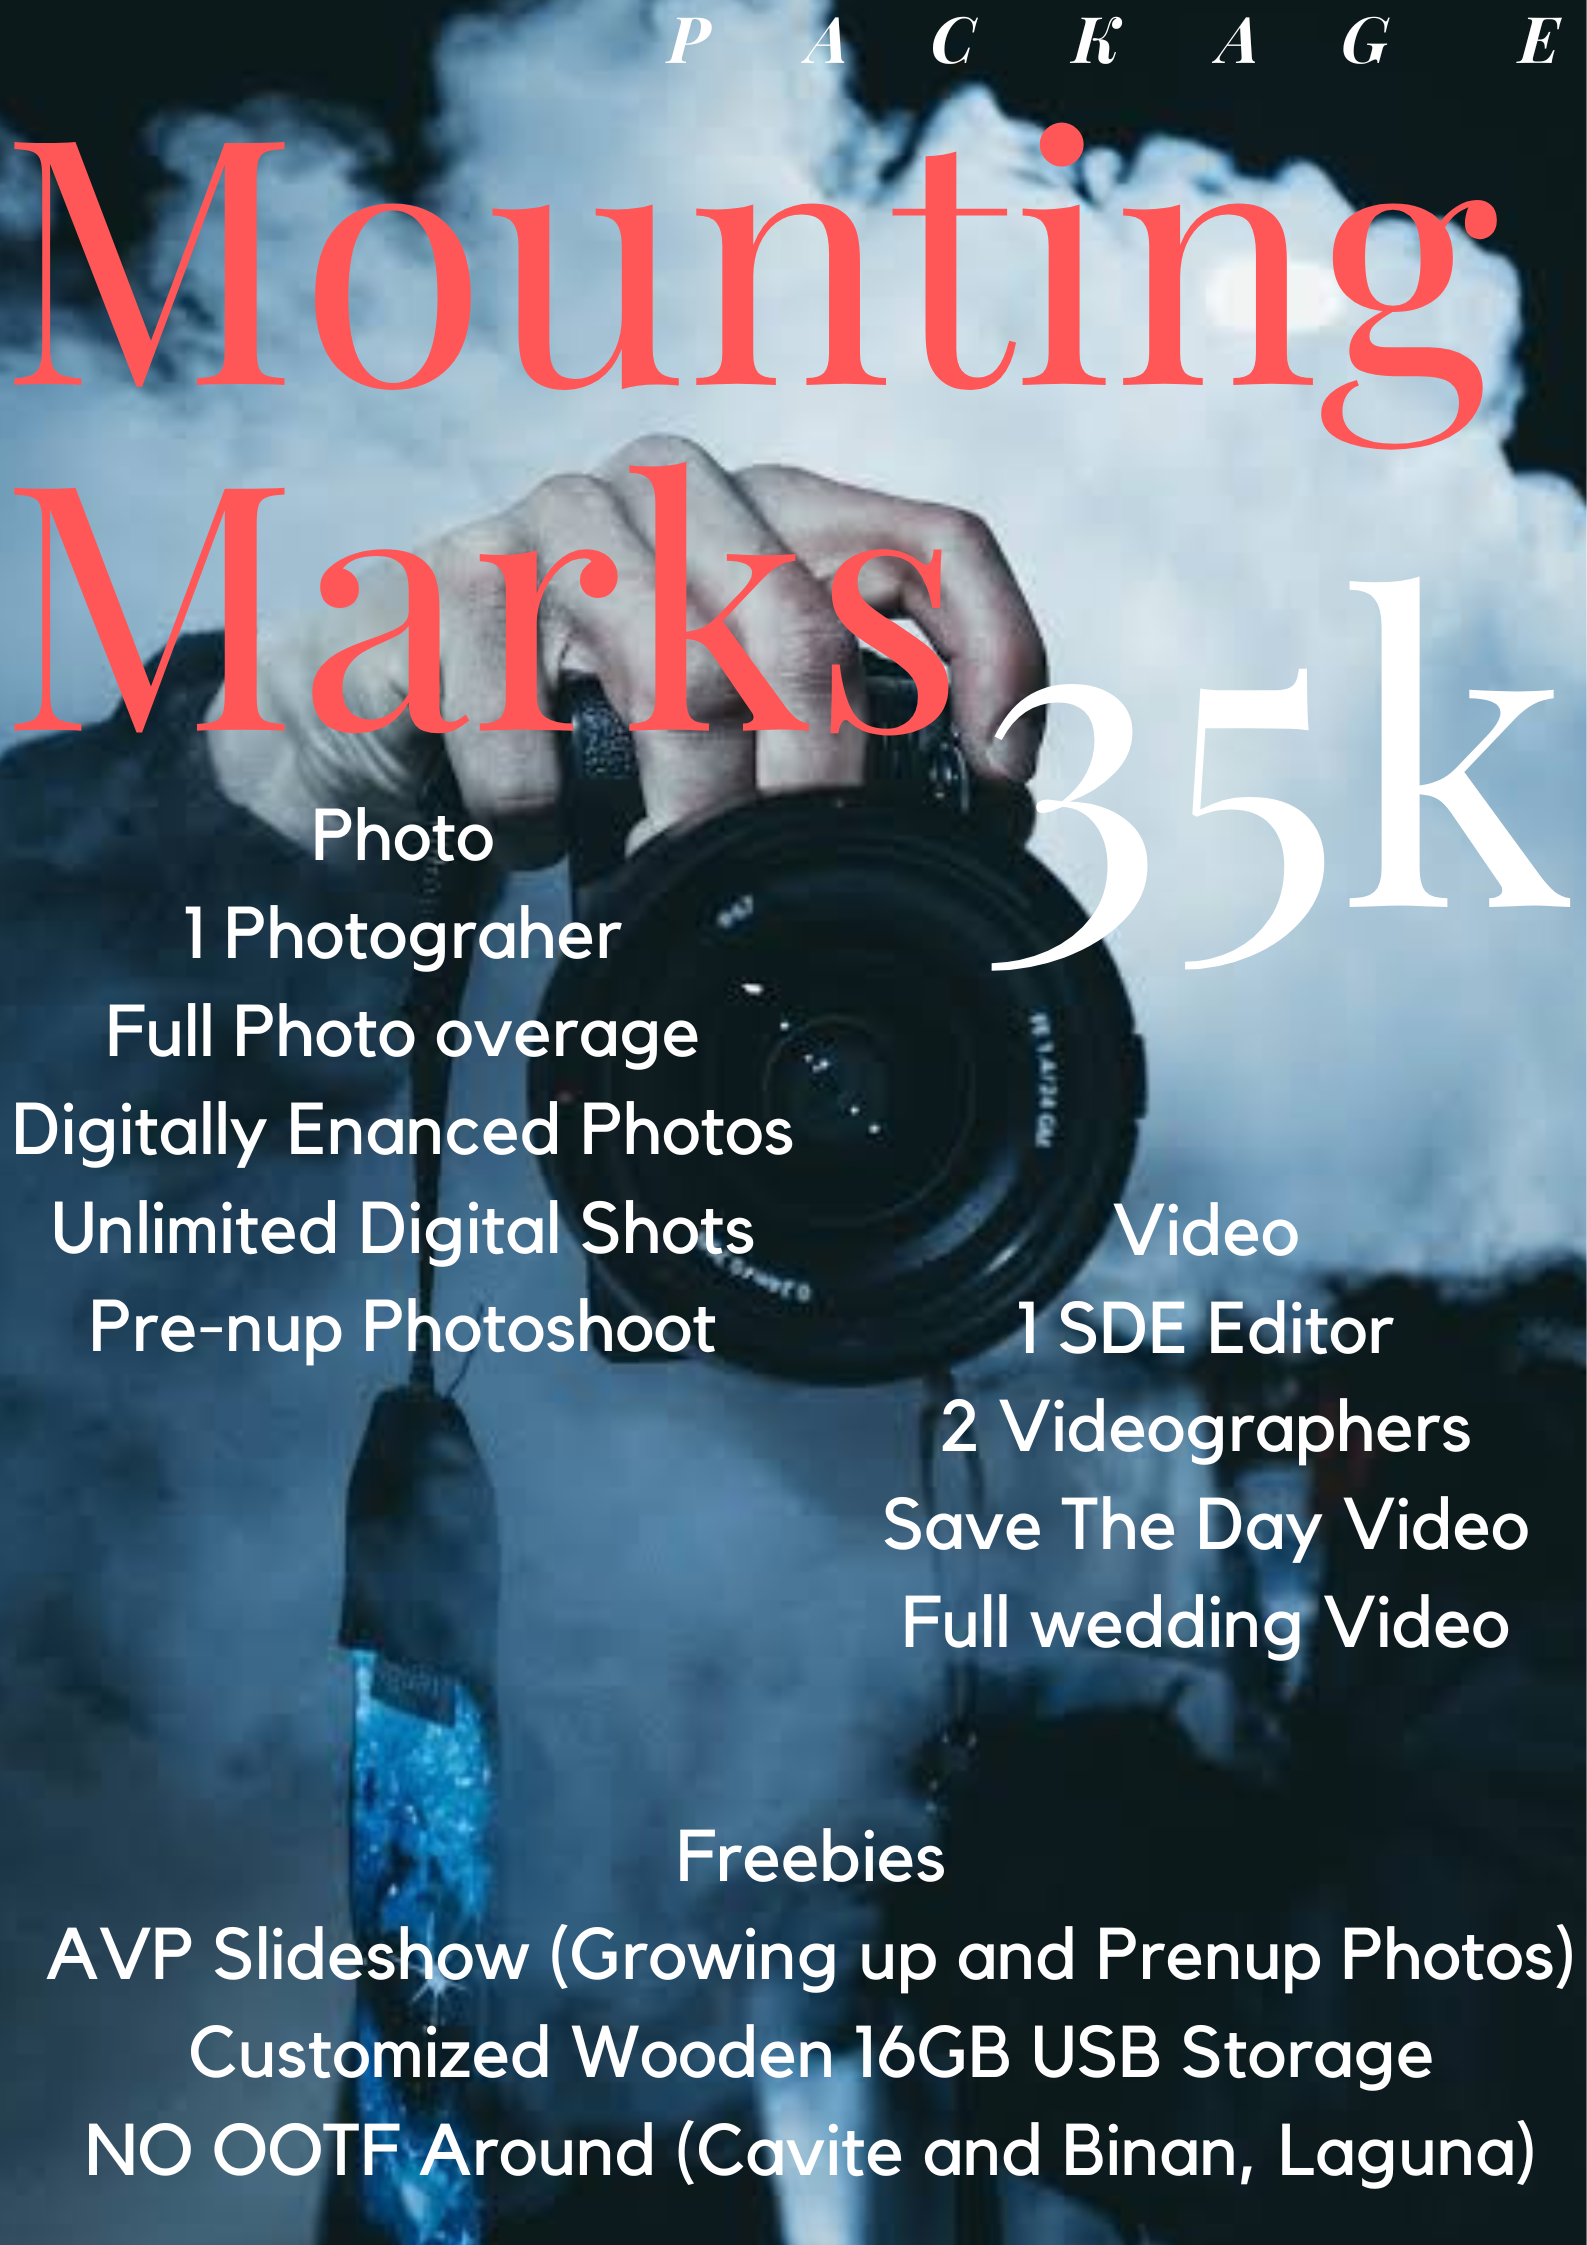 PACKAGE
Mounting
Marks
35k
Photo
1 Photograher
Full Photo overage
Digitally Enanced Photos
Unlimited Digital Shots
Pre-nup Photoshoot
Video
1 SDE Editor
2 Videographers
Save The Day Video
Full wedding Video
Freebies
AVP Slideshow (Growing up and Prenup Photos)
Customized Wooden 16GB USB Storage
NO OOTF Around (Cavite and Binan, Laguna)